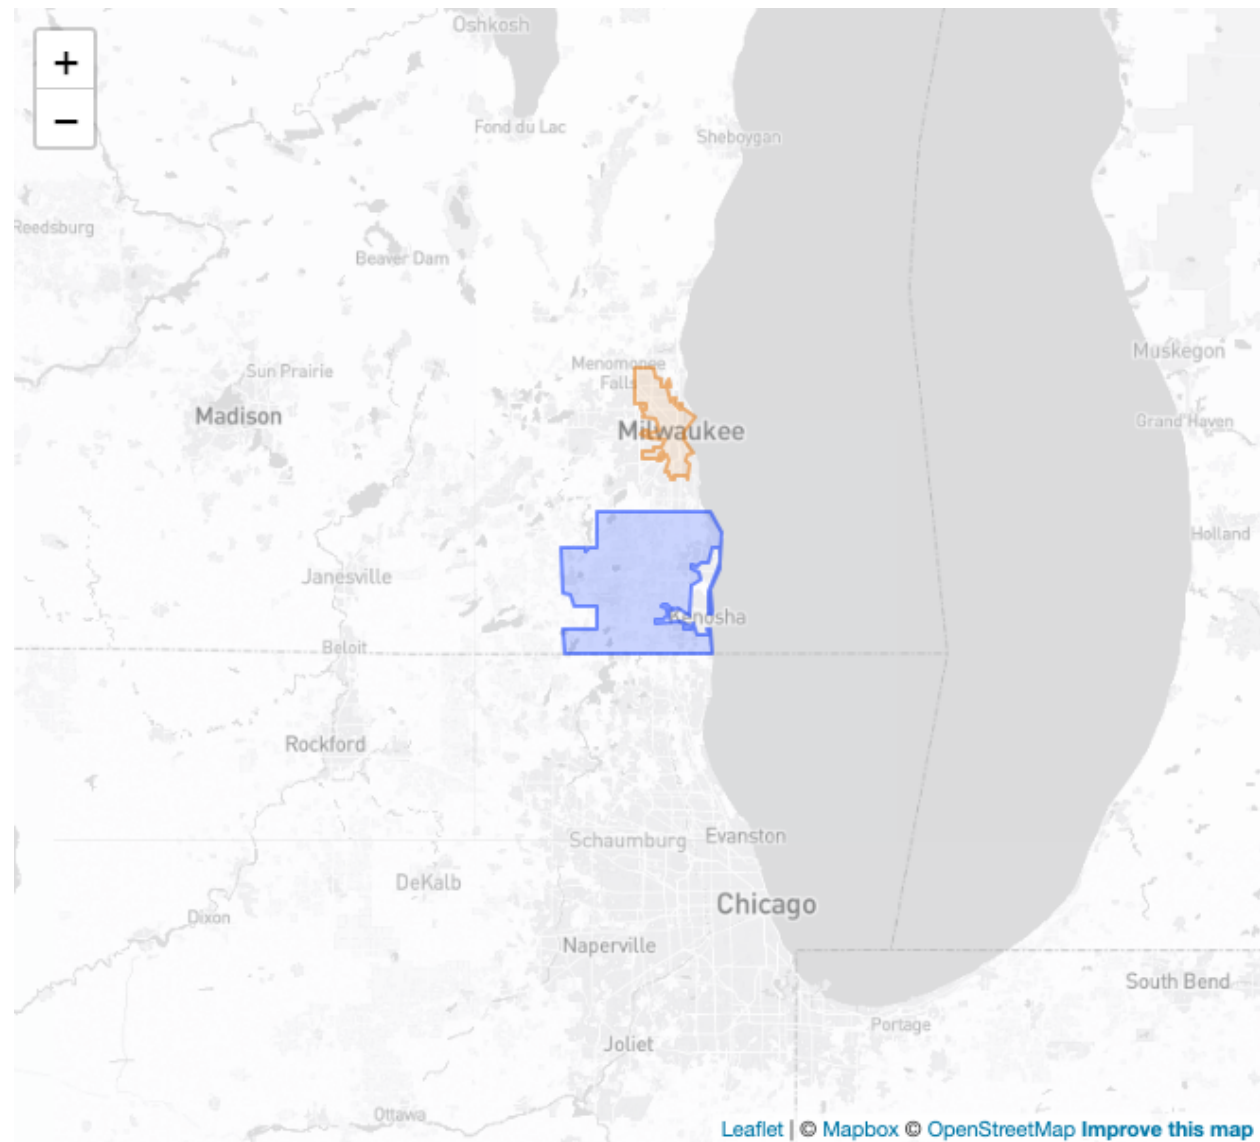 Oshkosh
+
−
Fond du Lac
Sheboygan
Reedsburg
Beaver Dam
Muskegon
Menomonee
Falls
Sun Prairie
Madison
Grand Haven
Milwaukee
Holland
Janesville
Kenosha
Beloit
Rockford
Schaumburg
Evanston
DeKalb
Chicago
Dixon
Naperville
South Bend
Portage
Joliet
Ottawa
Leaflet | © Mapbox © OpenStreetMap Improve this map